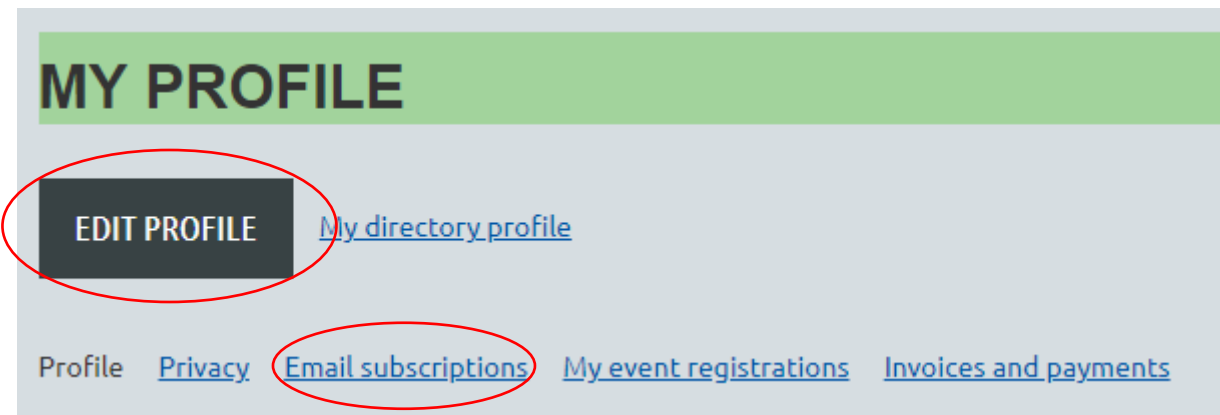 MY PROFILE
EDIT PROFILE My directory profile
Profile Privacy Email subscriptions My event registrations Invoices and payments